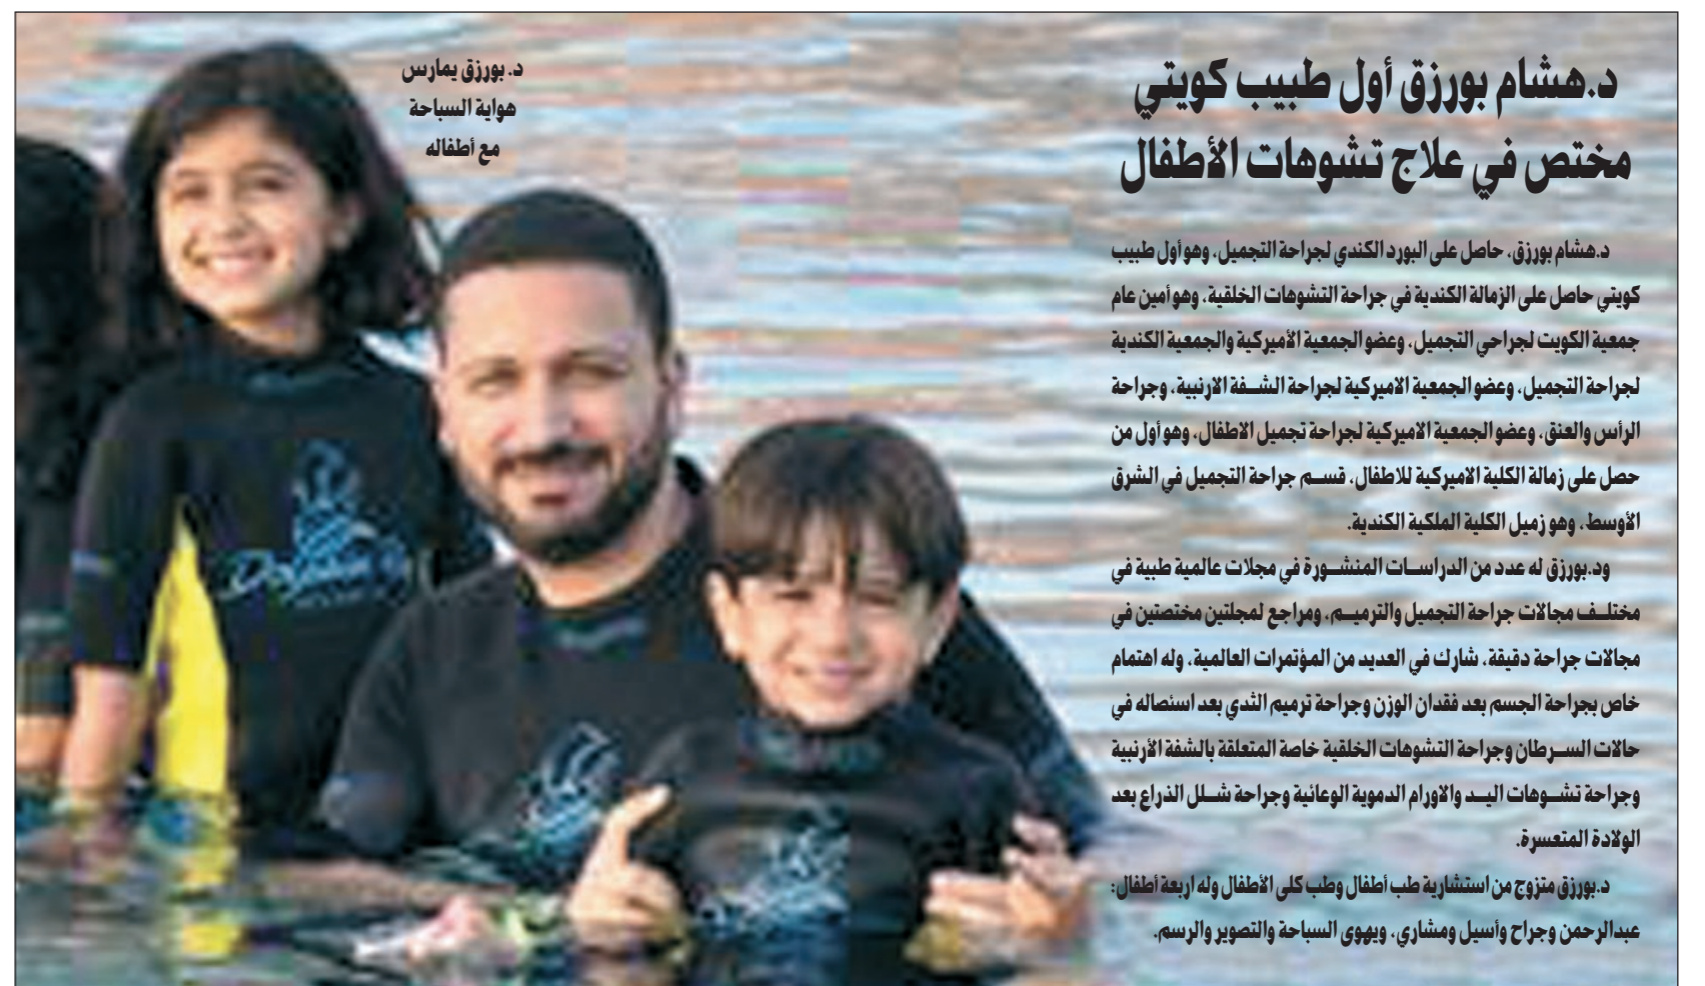 د.هشام بورزق أول طبيب كويتي
مختص في علاج تشوهات الأطفال
د.هشام بورزق، حاصل على البورد الكندي لجراحة التجميل، وهو أول طبيب
كويتي حاصل على الزمالة الكندية في جراحة التشوهات الخلقية، وهو أمين عام
جمعية الكويت لجراحي التجميل، وعضو الجمعية الأميركية والجمعية الكندية
لجراحة التجميل، وعضو الجمعية الاميركية لجراحة الشفة الارنبية، وجراحة
الرأس والعنق، وعضو الجمعية الاميركية لجراحة تجميل الاطفال، وهو أول من
حصل على زمالة الكلية الاميركية للاطفال، قسم جراحة التجميل في الشرق
الأوسط، وهو زميل الكلية الملكية الكندية.
ود.بورزق له عدد من الدراسات المنشورة في مجلات عالمية طبية في
مختلف مجالات جراحة التجميل والترميم، ومراجع لمجلتين مختصتين في
مجالات جراحة دقيقة، شارك في العديد من المؤتمرات العالمية، وله اهتمام
خاص بجراحة الجسم بعد فقدان الوزن وجراحة ترميم الثدي بعد استصاله في
حالات السرطان وجراحة التشوهات الخلقية خاصة المتعلقة بالشفة الأرنبية
وجراحة تشوهات اليد والاورام الدموية الوعائية وجراحة شلل الذراع بعد
الولادة المتعسرة.
د.بورزق متزوج من استشارية طب أطفال وطب كلى الأطفال وله اربعة أطفال:
عبدالرحمن وجراح وأسيل ومشاري، ويهوى السباحة والتصوير والرسم.
د. بورزق يمارس
هواية السباحة
مع أطفاله